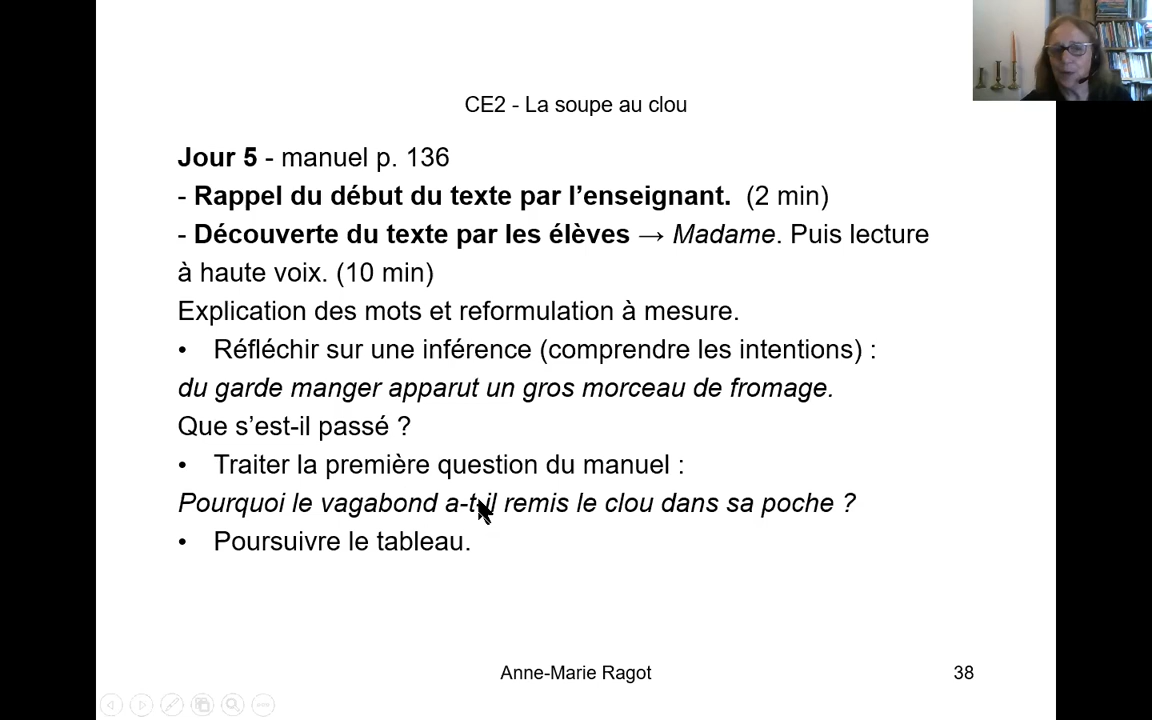 CE2 - La soupe au clou
Jour 5 - manuel p. 136
- Rappel du début du texte par l’enseignant. (2 min)
- Découverte du texte par les élèves → Madame. Puis lecture
à haute voix. (10 min)
Explication des mots et reformulation à mesure.
• Réfléchir sur une inférence (comprendre les intentions) :
du garde manger apparut un gros morceau de fromage.
Que s’est-il passé ?
• Traiter la première question du manuel :
Pourquoi le vagabond a-t-il remis le clou dans sa poche ?
• Poursuivre le tableau.
Anne-Marie Ragot
38